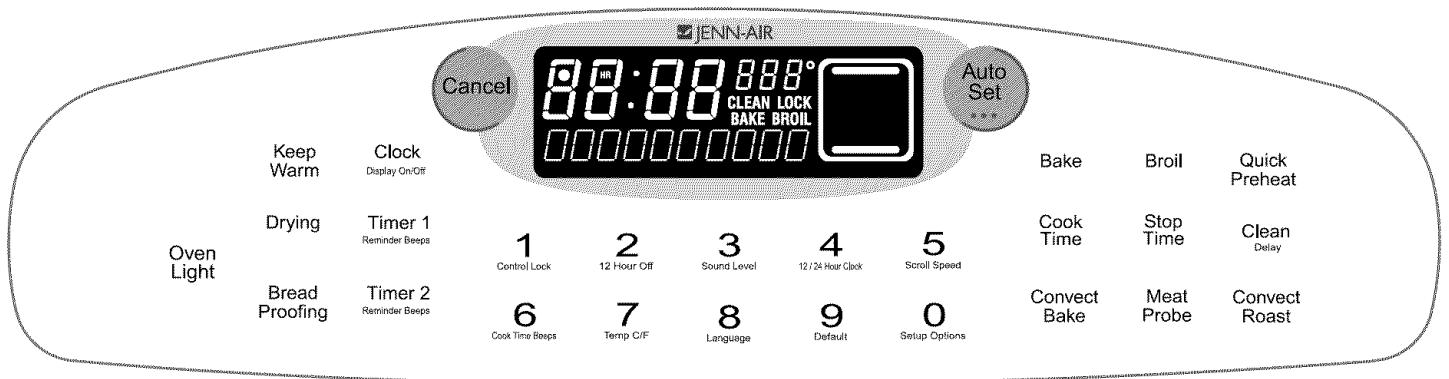 JENN-AIR
Cancel
88:88 888°
HR
CLEAN LOCK
BAKE BROIL
Auto
Set
Keep
Warm
Clock
Display On/Off
Drying
Timer 1
Reminder Beeps
Oven
Light
Bread
Proofing
Timer 2
Reminder Beeps
1
Control Lock
2
12 Hour Off
3
Sound Level
4
12 / 24 Hour Clock
5
Scroll Speed
6
Cook Time Beeps
7
Temp C/F
8
Language
9
Default
0
Setup Options
Bake
Broil
Quick
Preheat
Cook
Time
Stop
Time
Clean
Delay
Convect
Bake
Meat
Probe
Convect
Roast